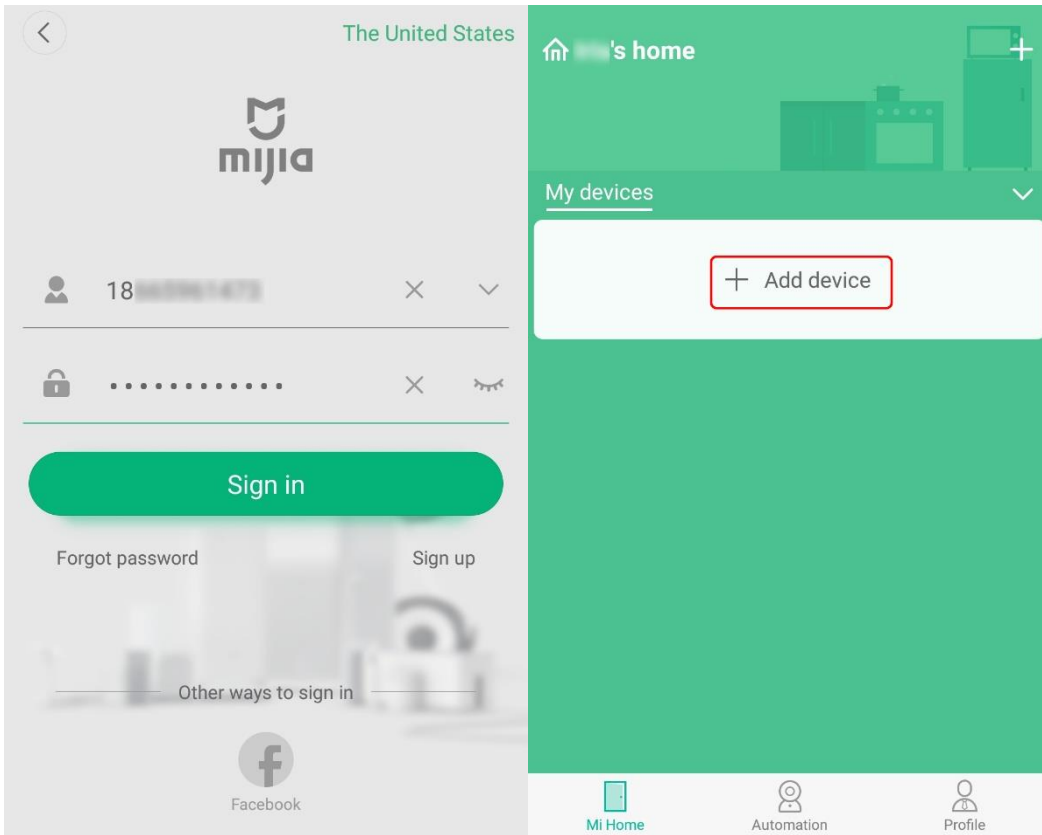 The United States
mijia
18
Sign in
Forgot password
Sign up
Other ways to sign in
Facebook
's home
My devices
Add device
Mi Home
Automation
Profile